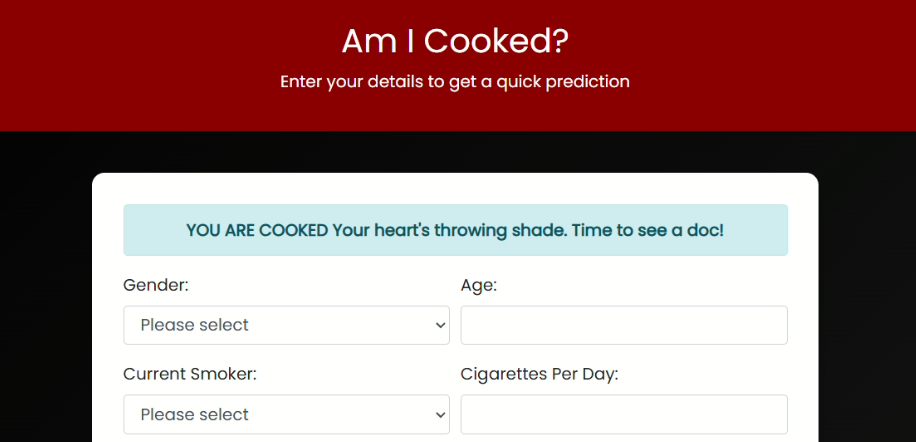 Am I Cooked?
Enter your details to get a quick prediction
YOU ARE COOKED Your heart's throwing shade. Time to see a doc!
Gender: Age:
Please select
Current Smoker: Cigarettes Per Day:
Please select